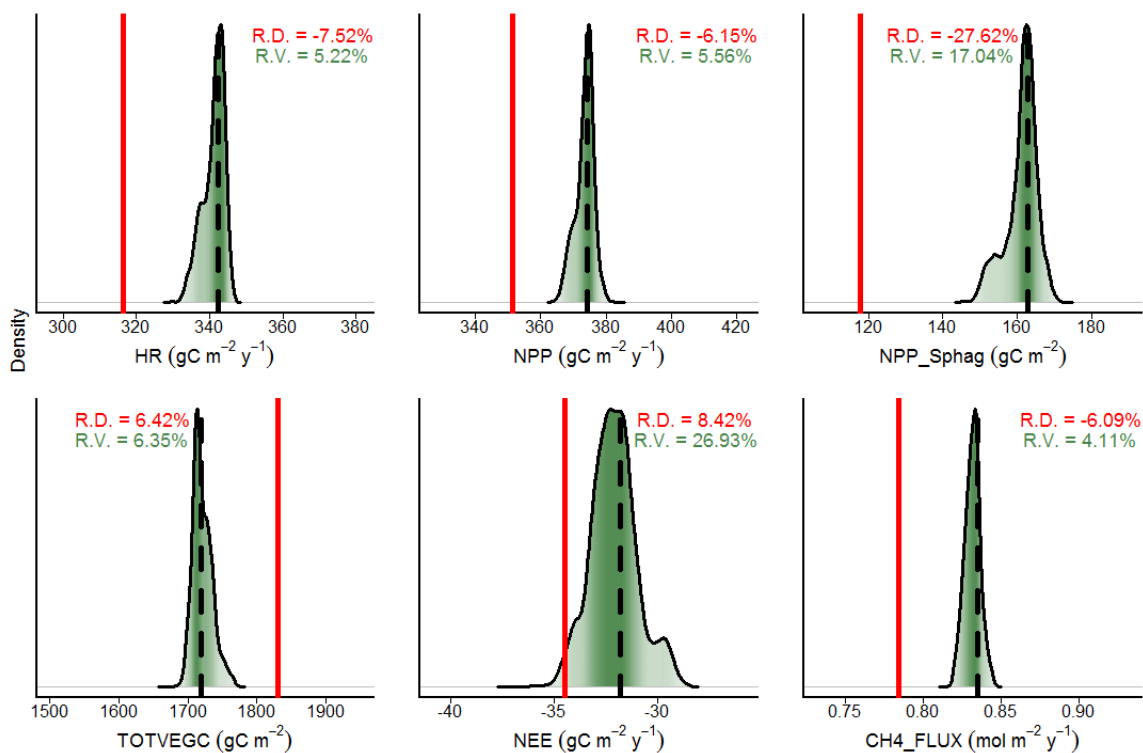 R.D. = -7.52%
R.V. = 5.22%
300 320 340 360 380
HR (gC m⁻² y⁻¹)
R.D. = -6.15%
R.V. = 5.56%
340 360 380 400 420
NPP (gC m⁻² y⁻¹)
R.D. = -27.62%
R.V. = 17.04%
120 140 160 180
NPP_Sphag (gC m⁻²)
Density
R.D. = 6.42%
R.V. = 6.35%
1500 1600 1700 1800 1900
TOTVEGC (gC m⁻²)
R.D. = 8.42%
R.V. = 26.93%
-40 -35 -30
NEE (gC m⁻² y⁻¹)
R.D. = -6.09%
R.V. = 4.11%
0.75 0.80 0.85 0.90
CH4_FLUX (mol m⁻² y⁻¹)